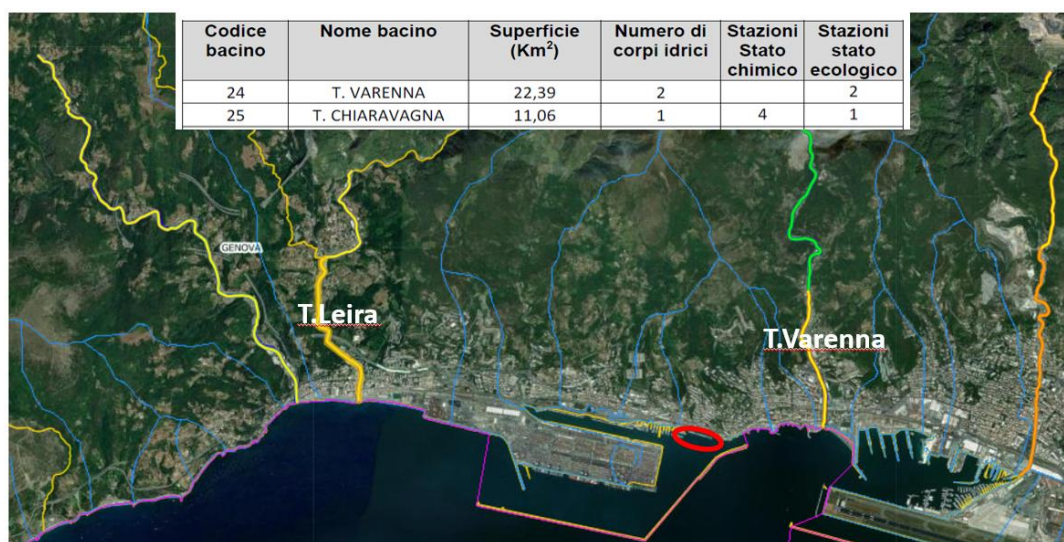 Codice bacino Nome bacino Superficie (Km²) Numero di corpi idrici Stazioni Stato chimico Stazioni stato ecologico
24 T. VARENNA 22,39 2 2
25 T. CHIARAVAGNA 11,06 1 4 1
GENOVA
T.Leira
T.Varenna